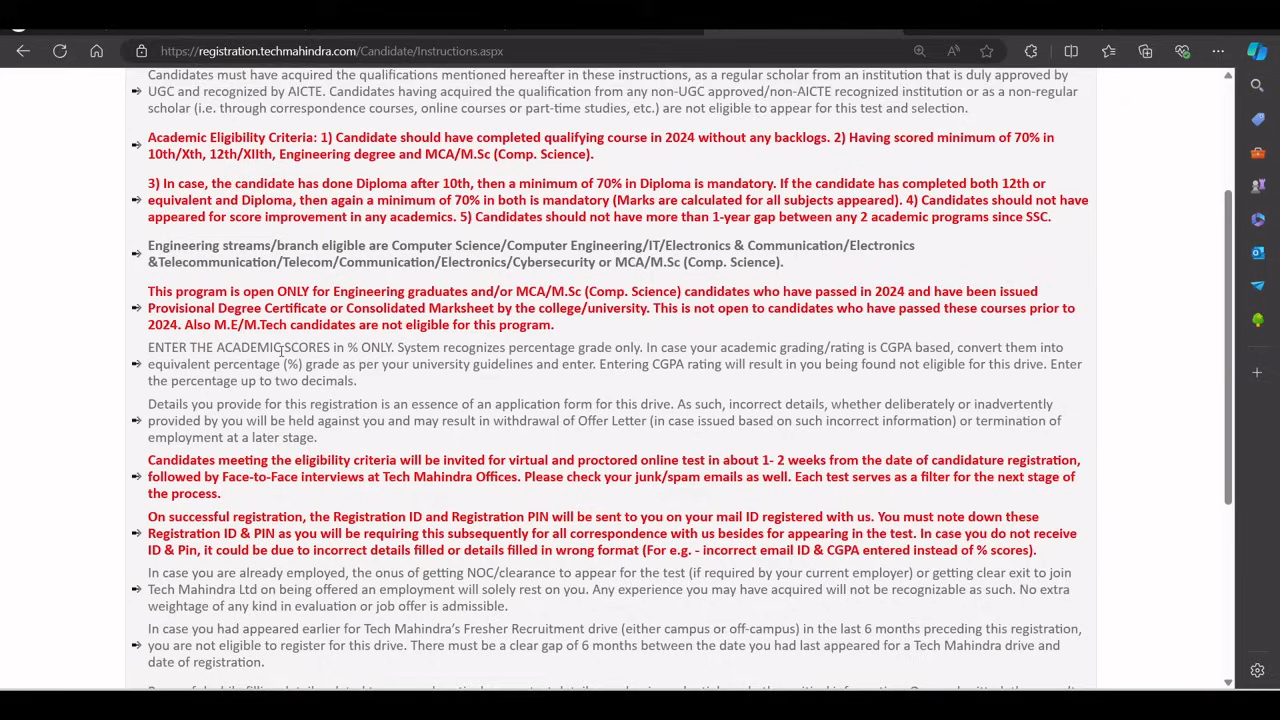 https://registration.techmahindra.com/Candidate/Instructions.aspx
Candidates must have acquired the qualifications mentioned hereafter in these instructions, as a regular scholar from an institution that is duly approved by
UGC and recognized by AICTE. Candidates having acquired the qualification from any non-UGC approved/non-AICTE recognized institution or as a non-regular
scholar (i.e. through correspondence courses, online courses or part-time studies, etc.) are not eligible to appear for this test and selection.
Academic Eligibility Criteria: 1) Candidate should have completed qualifying course in 2024 without any backlogs. 2) Having scored minimum of 70% in
10th/Xth, 12th/XIIth, Engineering degree and MCA/M.Sc (Comp. Science).
3) In case, the candidate has done Diploma after 10th, then a minimum of 70% in Diploma is mandatory. If the candidate has completed both 12th or
equivalent and Diploma, then again a minimum of 70% in both is mandatory (Marks are calculated for all subjects appeared). 4) Candidates should not have
appeared for score improvement in any academics. 5) Candidates should not have more than 1-year gap between any 2 academic programs since SSC.
Engineering streams/branch eligible are Computer Science/Computer Engineering/IT/Electronics & Communication/Electronics
&Telecommunication/Telecom/Communication/Electronics/Cybersecurity or MCA/M.Sc (Comp. Science).
This program is open ONLY for Engineering graduates and/or MCA/M.Sc (Comp. Science) candidates who have passed in 2024 and have been issued
Provisional Degree Certificate or Consolidated Marksheet by the college/university. This is not open to candidates who have passed these courses prior to
2024. Also M.E/M.Tech candidates are not eligible for this program.
ENTER THE ACADEMIC SCORES in % ONLY. System recognizes percentage grade only. In case your academic grading/rating is CGPA based, convert them into
equivalent percentage (%) grade as per your university guidelines and enter. Entering CGPA rating will result in you being found not eligible for this drive. Enter
the percentage up to two decimals.
Details you provide for this registration is an essence of an application form for this drive. As such, incorrect details, whether deliberately or inadvertently
provided by you will be held against you and may result in withdrawal of Offer Letter (in case issued based on such incorrect information) or termination of
employment at a later stage.
Candidates meeting the eligibility criteria will be invited for virtual and proctored online test in about 1- 2 weeks from the date of candidature registration,
followed by Face-to-Face interviews at Tech Mahindra Offices. Please check your junk/spam emails as well. Each test serves as a filter for the next stage of
the process.
On successful registration, the Registration ID and Registration PIN will be sent to you on your mail ID registered with us. You must note down these
Registration ID & PIN as you will be requiring this subsequently for all correspondence with us besides for appearing in the test. In case you do not receive
ID & Pin, it could be due to incorrect details filled or details filled in wrong format (For e.g. - incorrect email ID & CGPA entered instead of % scores).
In case you are already employed, the onus of getting NOC/clearance to appear for the test (if required by your current employer) or getting clear exit to join
Tech Mahindra Ltd on being offered an employment will solely rest on you. Any experience you may have acquired will not be recognizable as such. No extra
weightage of any kind in evaluation or job offer is admissible.
In case you had appeared earlier for Tech Mahindra's Fresher Recruitment drive (either campus or off-campus) in the last 6 months preceding this registration,
you are not eligible to register for this drive. There must be a clear gap of 6 months between the date you had last appeared for a Tech Mahindra drive and
date of registration.